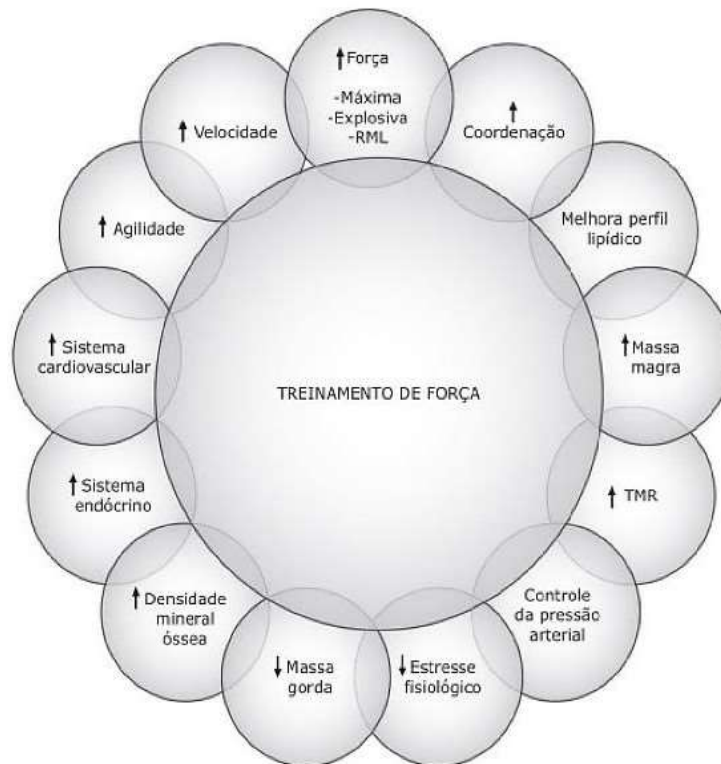 ↑Força
-Máxima
-Explosiva
-RML
↑
Coordenação
Melhora perfil
lipídico
↑Massa
magra
↑ TMR
Controle
da pressão
arterial
↓Estresse
fisiológico
↓Massa
gorda
↑Densidade
mineral
óssea
↑Sistema
endócrino
↑Sistema
cardiovascular
↑ Agilidade
↑ Velocidade
TREINAMENTO DE FORÇA